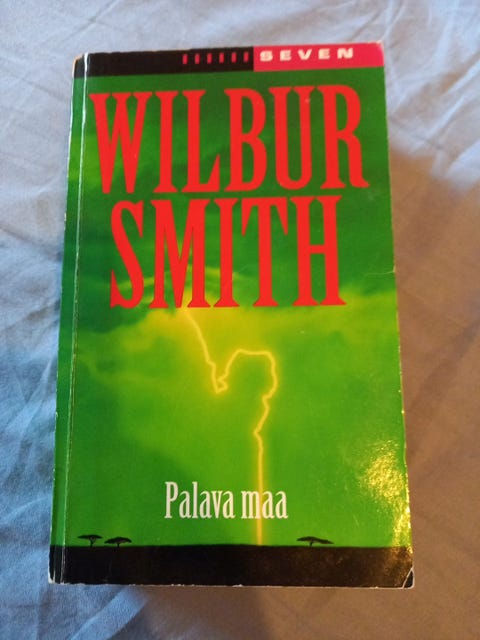 SEVEN
WILBUR
SMITH
Palava maa